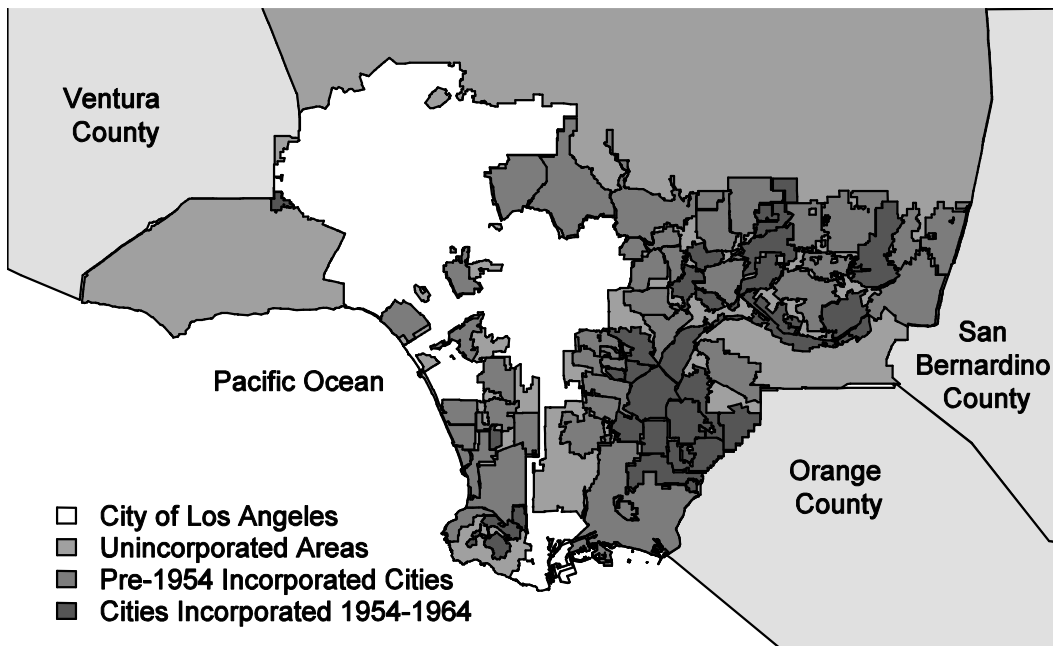 Ventura
County
Pacific Ocean
San
Bernardino
County
Orange
County
City of Los Angeles
Unincorporated Areas
Pre-1954 Incorporated Cities
Cities Incorporated 1954-1964